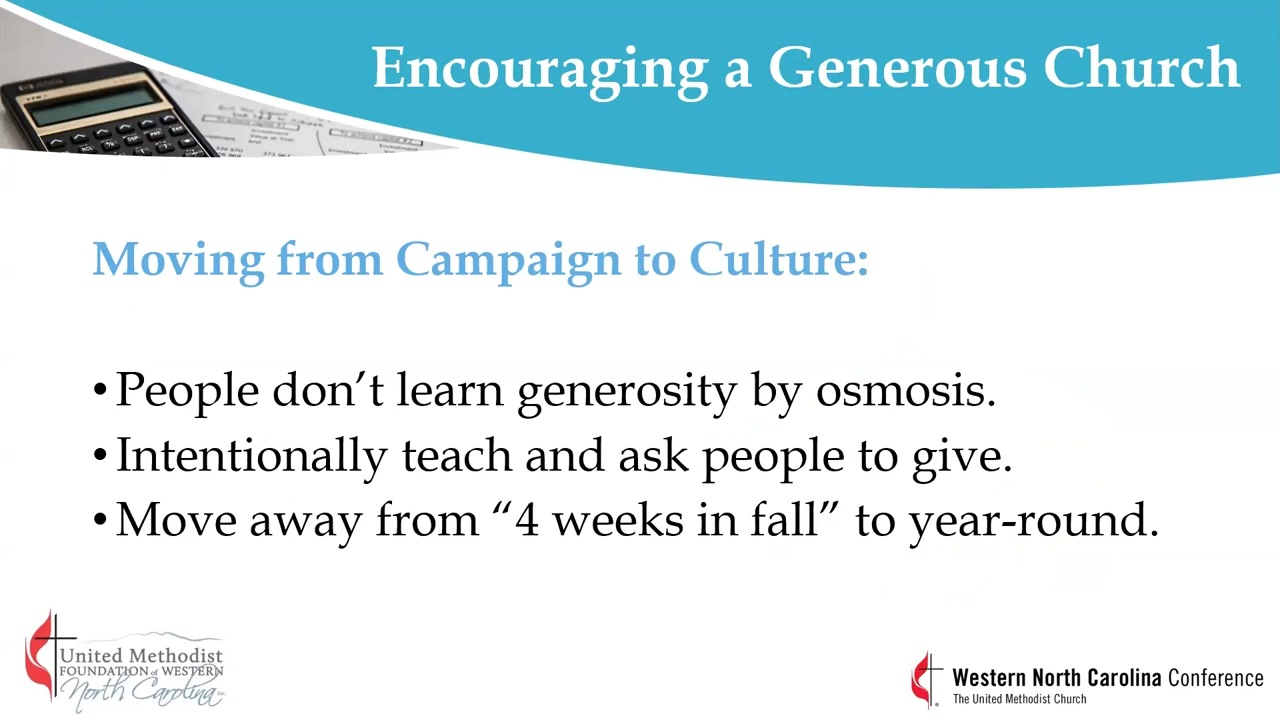 Encouraging a Generous Church
Moving from Campaign to Culture:
• People don’t learn generosity by osmosis.
• Intentionally teach and ask people to give.
• Move away from “4 weeks in fall” to year-round.
United Methodist
FOUNDATION of WESTERN
North Carolina
Western North Carolina Conference
The United Methodist Church